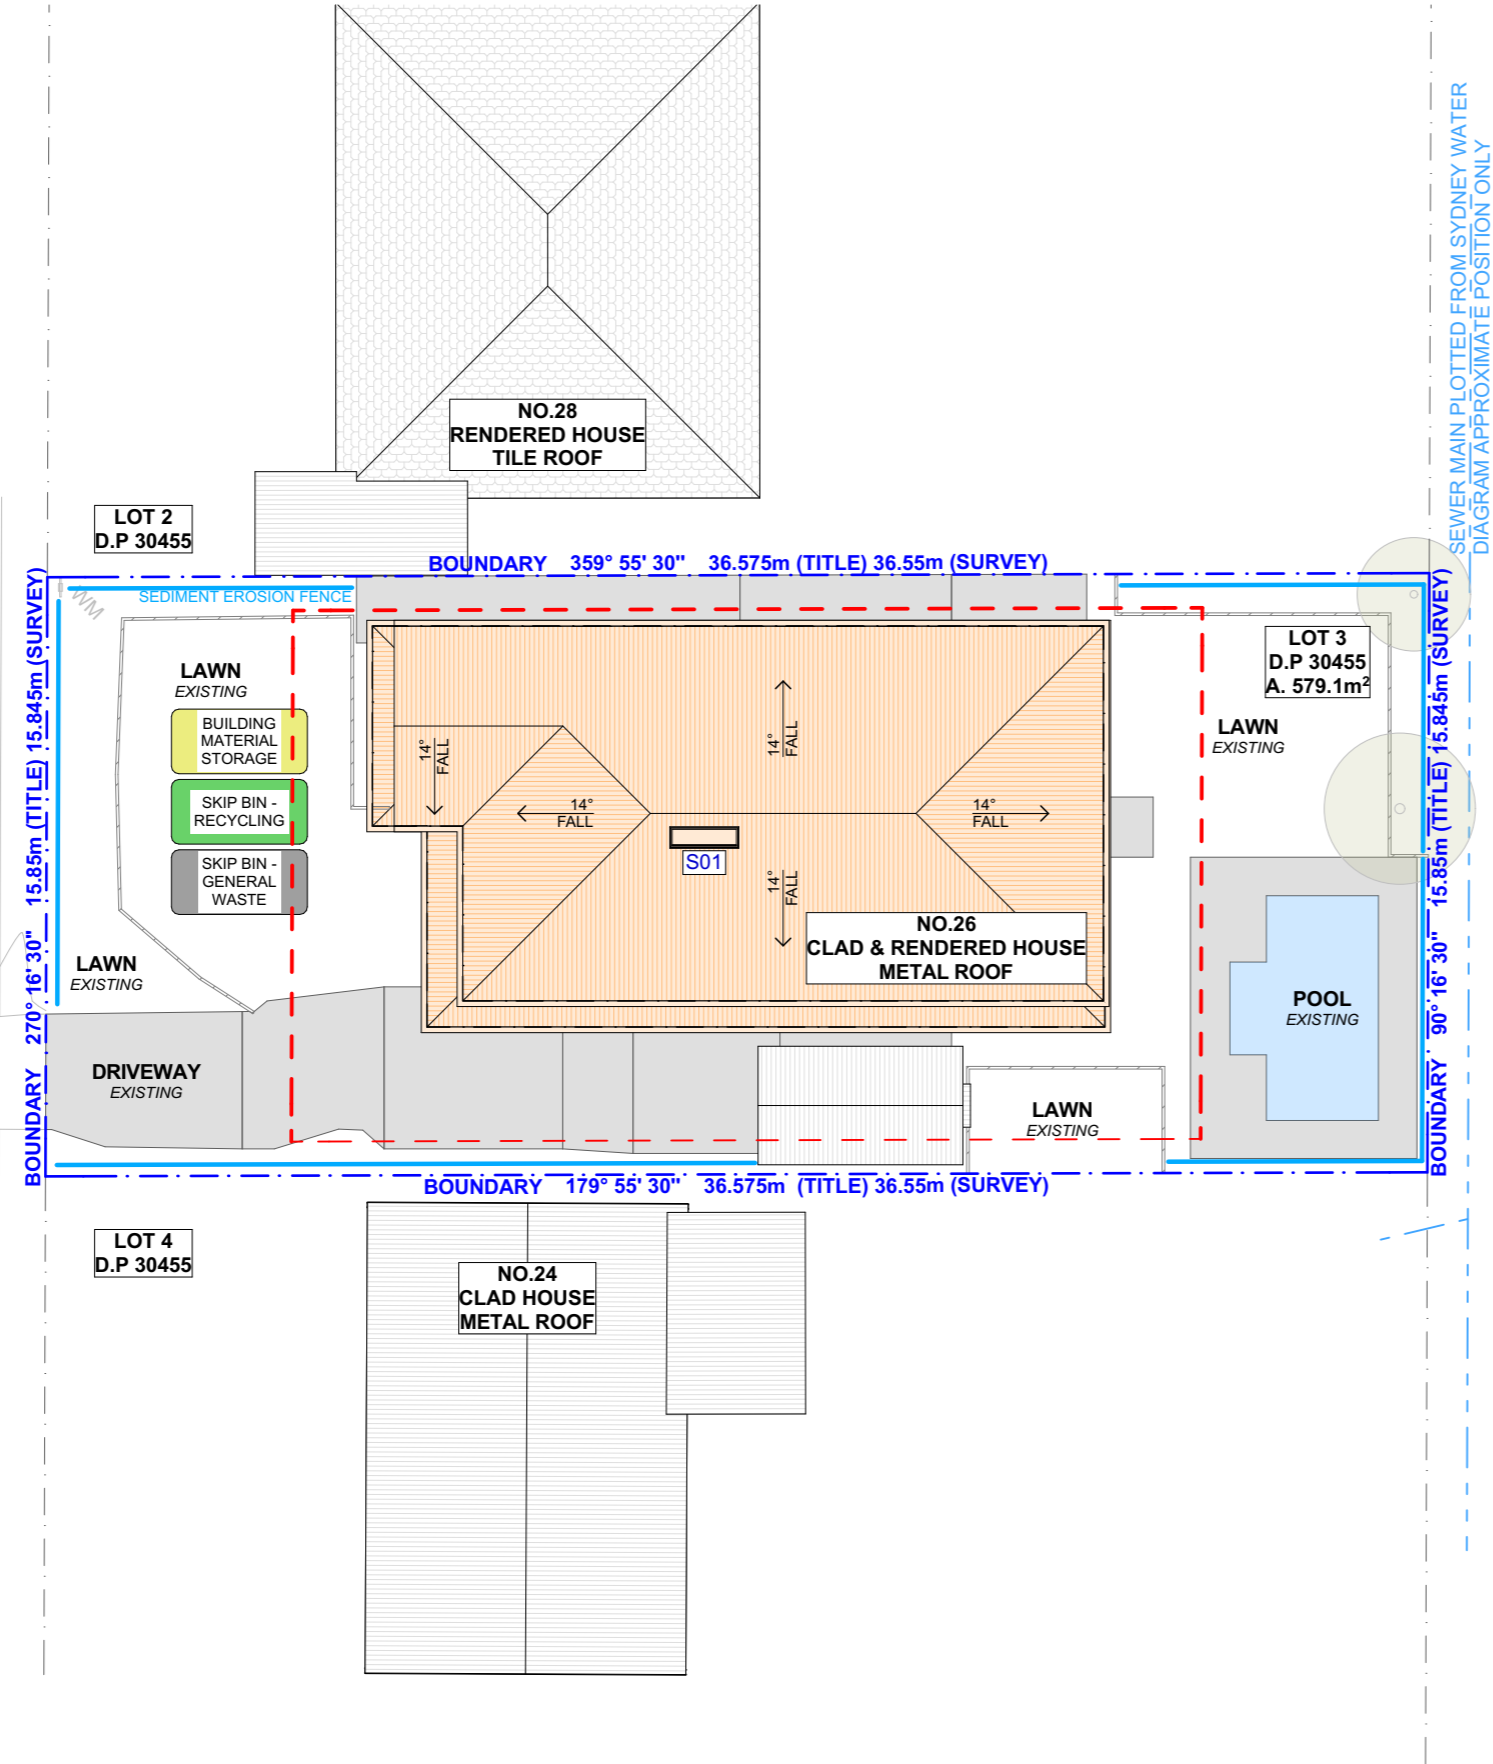 SEWER MAIN PLOTTED FROM SYDNEY WATER
DIAGRAM APPROXIMATE POSITION ONLY
NO.28
RENDERED HOUSE
TILE ROOF
LOT 2
D.P 30455
BOUNDARY 359° 55' 30" 36.575m (TITLE) 36.55m (SURVEY)
SEDIMENT EROSION FENCE
WM
LAWN
EXISTING
BUILDING
MATERIAL
STORAGE
SKIP BIN -
RECYCLING
SKIP BIN -
GENERAL
WASTE
LAWN
EXISTING
DRIVEWAY
EXISTING
BOUNDARY 270° 16' 30" 15.85m (TITLE) 15.845m (SURVEY)
14°
FALL
14°
FALL
14°
FALL
14°
FALL
14°
FALL
S01
NO.26
CLAD & RENDERED HOUSE
METAL ROOF
LOT 3
D.P 30455
A. 579.1m²
LAWN
EXISTING
POOL
EXISTING
LAWN
EXISTING
BOUNDARY 90° 16' 30" 15.85m (TITLE) 15.845m (SURVEY)
BOUNDARY 179° 55' 30" 36.575m (TITLE) 36.55m (SURVEY)
LOT 4
D.P 30455
NO.24
CLAD HOUSE
METAL ROOF